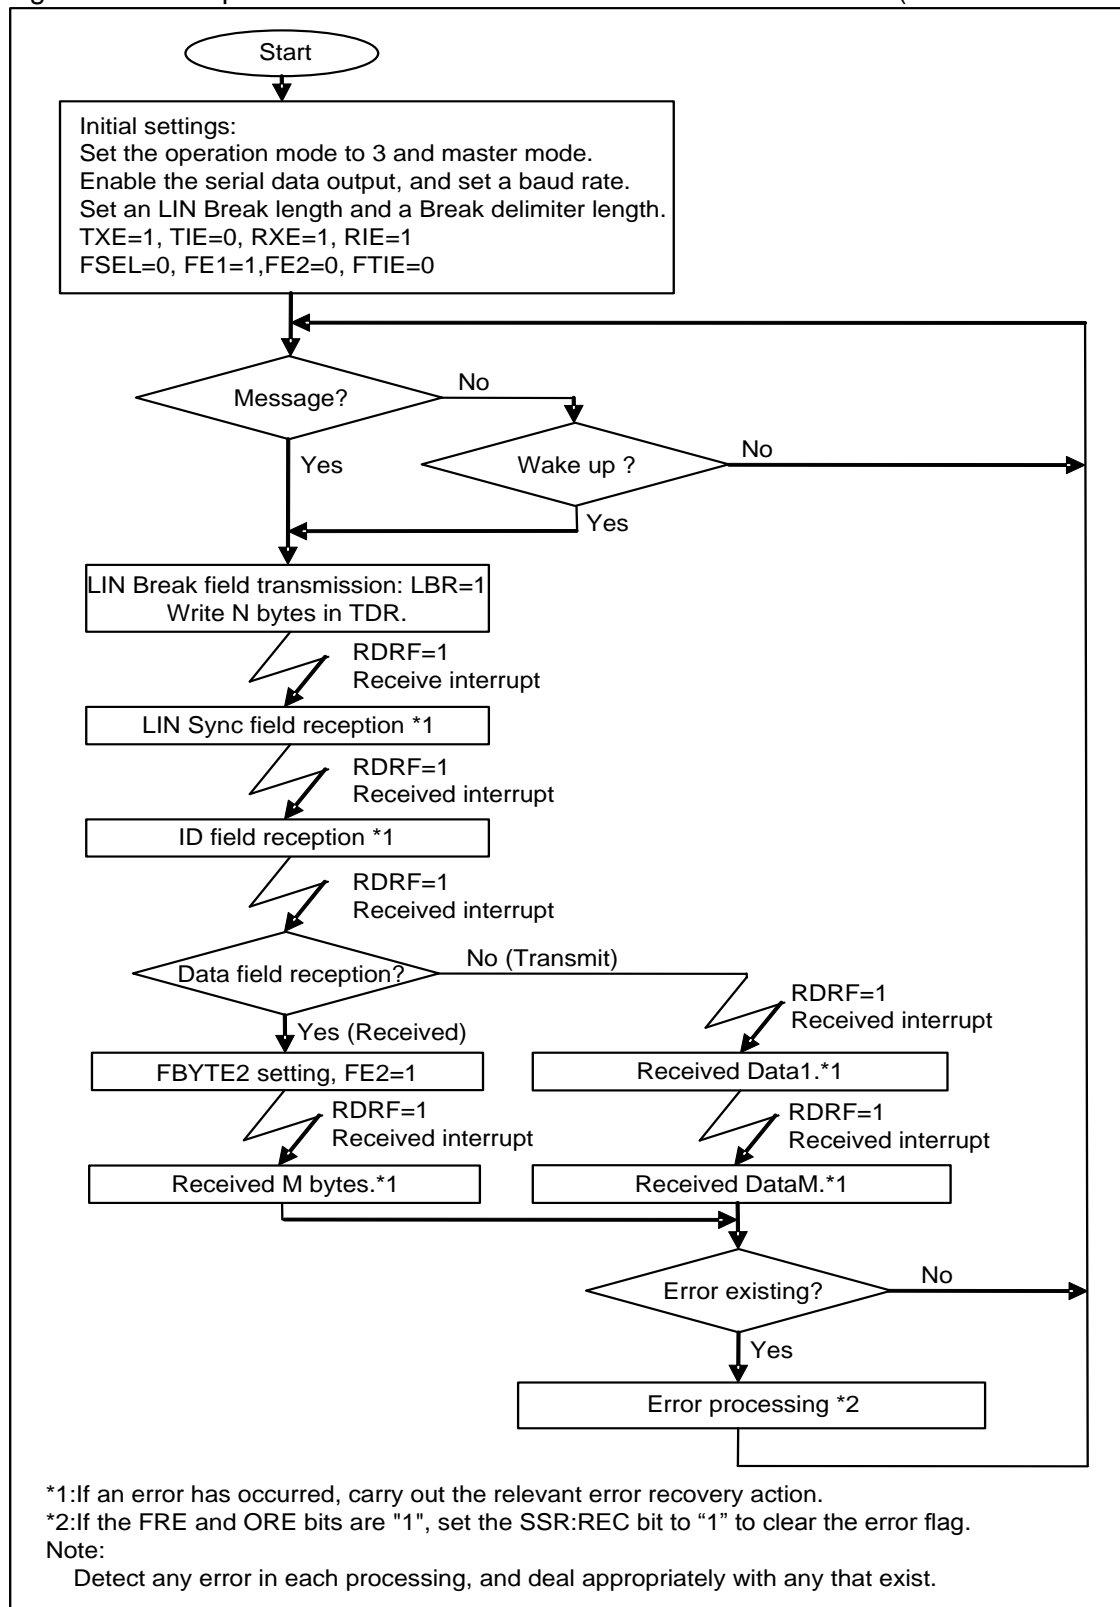 Start
Initial settings:
Set the operation mode to 3 and master mode.
Enable the serial data output, and set a baud rate.
Set an LIN Break length and a Break delimiter length.
TXE=1, TIE=0, RXE=1, RIE=1
FSEL=0, FE1=1,FE2=0, FTIE=0
Message?
No
Yes
Wake up ?
No
Yes
LIN Break field transmission: LBR=1
Write N bytes in TDR.
RDRF=1
Receive interrupt
LIN Sync field reception *1
RDRF=1
Received interrupt
ID field reception *1
RDRF=1
Received interrupt
Data field reception?
No (Transmit)
RDRF=1
Received interrupt
Yes (Received)
FBYTE2 setting, FE2=1
Received Data1.*1
RDRF=1
Received interrupt
RDRF=1
Received interrupt
Received M bytes.*1
Received DataM.*1
Error existing?
No
Yes
Error processing *2
*1:If an error has occurred, carry out the relevant error recovery action.
*2:If the FRE and ORE bits are "1", set the SSR:REC bit to “1” to clear the error flag.
Note:
Detect any error in each processing, and deal appropriately with any that exist.